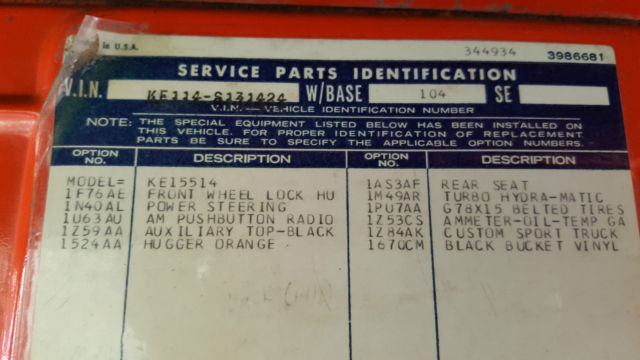 in U.S.A.
344934 3986681
SERVICE PARTS IDENTIFICATION
V.I.N. KE114-S131424 W/BASE 104 SE
V.I.N. — VEHICLE IDENTIFICATION NUMBER
NOTE: THE SPECIAL EQUIPMENT LISTED BELOW HAS BEEN INSTALLED ON
THIS VEHICLE. FOR PROPER IDENTIFICATION OF REPLACEMENT
PARTS BE SURE TO SPECIFY THE APPLICABLE OPTION NUMBERS.
OPTION NO. DESCRIPTION OPTION NO. DESCRIPTION
MODEL= KE15514 1AS3AF REAR SEAT
1F76AE FRONT WHEEL LOCK HU 1M49AR TURBO HYDRA-MATIC
1N40AL POWER STEERING 1PU7AA G78X15 BELTED TIRES
1U63AU AM PUSHBUTTON RADIO 1Z53CS AMMETER-OIL-TEMP GA
1Z59AA AUXILIARY TOP-BLACK 1Z84AK CUSTOM SPORT TRUCK
1524AA HUGGER ORANGE 1670CM BLACK BUCKET VINYL